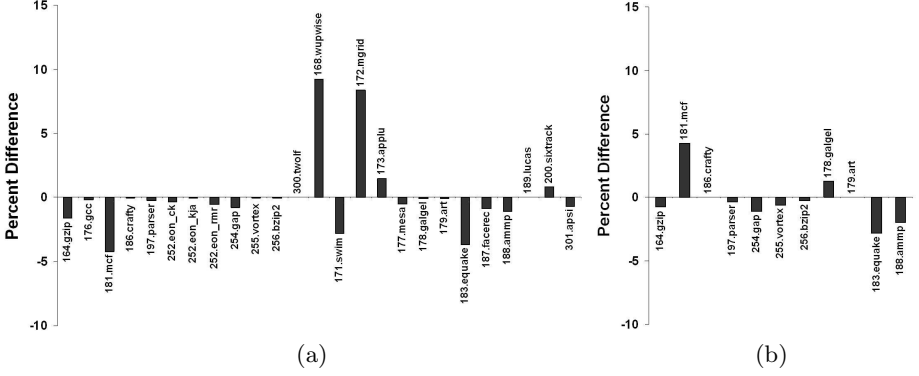 15
10
5
0
-5
-10
Percent Difference
164.gzip
176.gcc
181.mcf
186.crafty
197.parser
252.eon_ck
252.eon_kja
252.eon_rmr
254.gap
255.vortex
256.bzip2
300.twolf
168.wupwise
171.swim
172.mgrid
173.applu
177.mesa
178.galgel
179.art
183.equake
187.facerec
188.ammp
189.lucas
200.sixtrack
301.apsi
(a)
15
10
5
0
-5
-10
Percent Difference
164.gzip
181.mcf
186.crafty
197.parser
254.gap
255.vortex
256.bzip2
178.galgel
179.art
183.equake
188.ammp
(b)